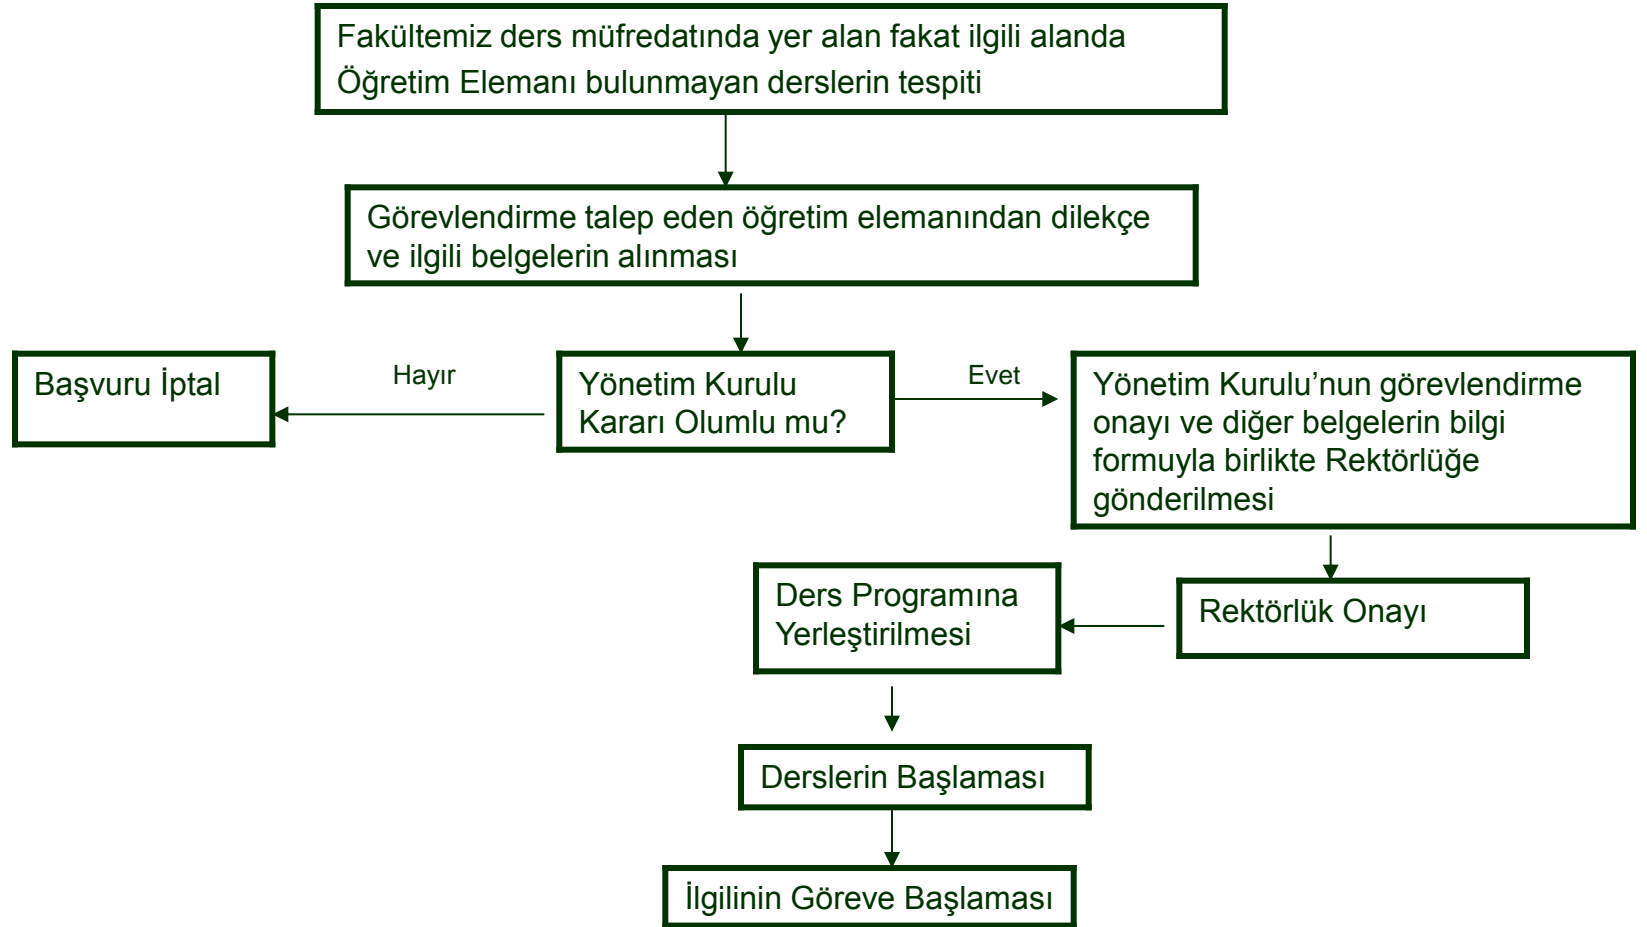 Fakültemiz ders müfredatında yer alan fakat ilgili alanda
Öğretim Elemanı bulunmayan derslerin tespiti
Görevlendirme talep eden öğretim elemanından dilekçe
ve ilgili belgelerin alınması
Başvuru İptal
Hayır
Yönetim Kurulu
Kararı Olumlu mu?
Evet
Yönetim Kurulu’nun görevlendirme
onayı ve diğer belgelerin bilgi
formuyla birlikte Rektörlüğe
gönderilmesi
Rektörlük Onayı
Ders Programına
Yerleştirilmesi
Derslerin Başlaması
İlgilinin Göreve Başlaması